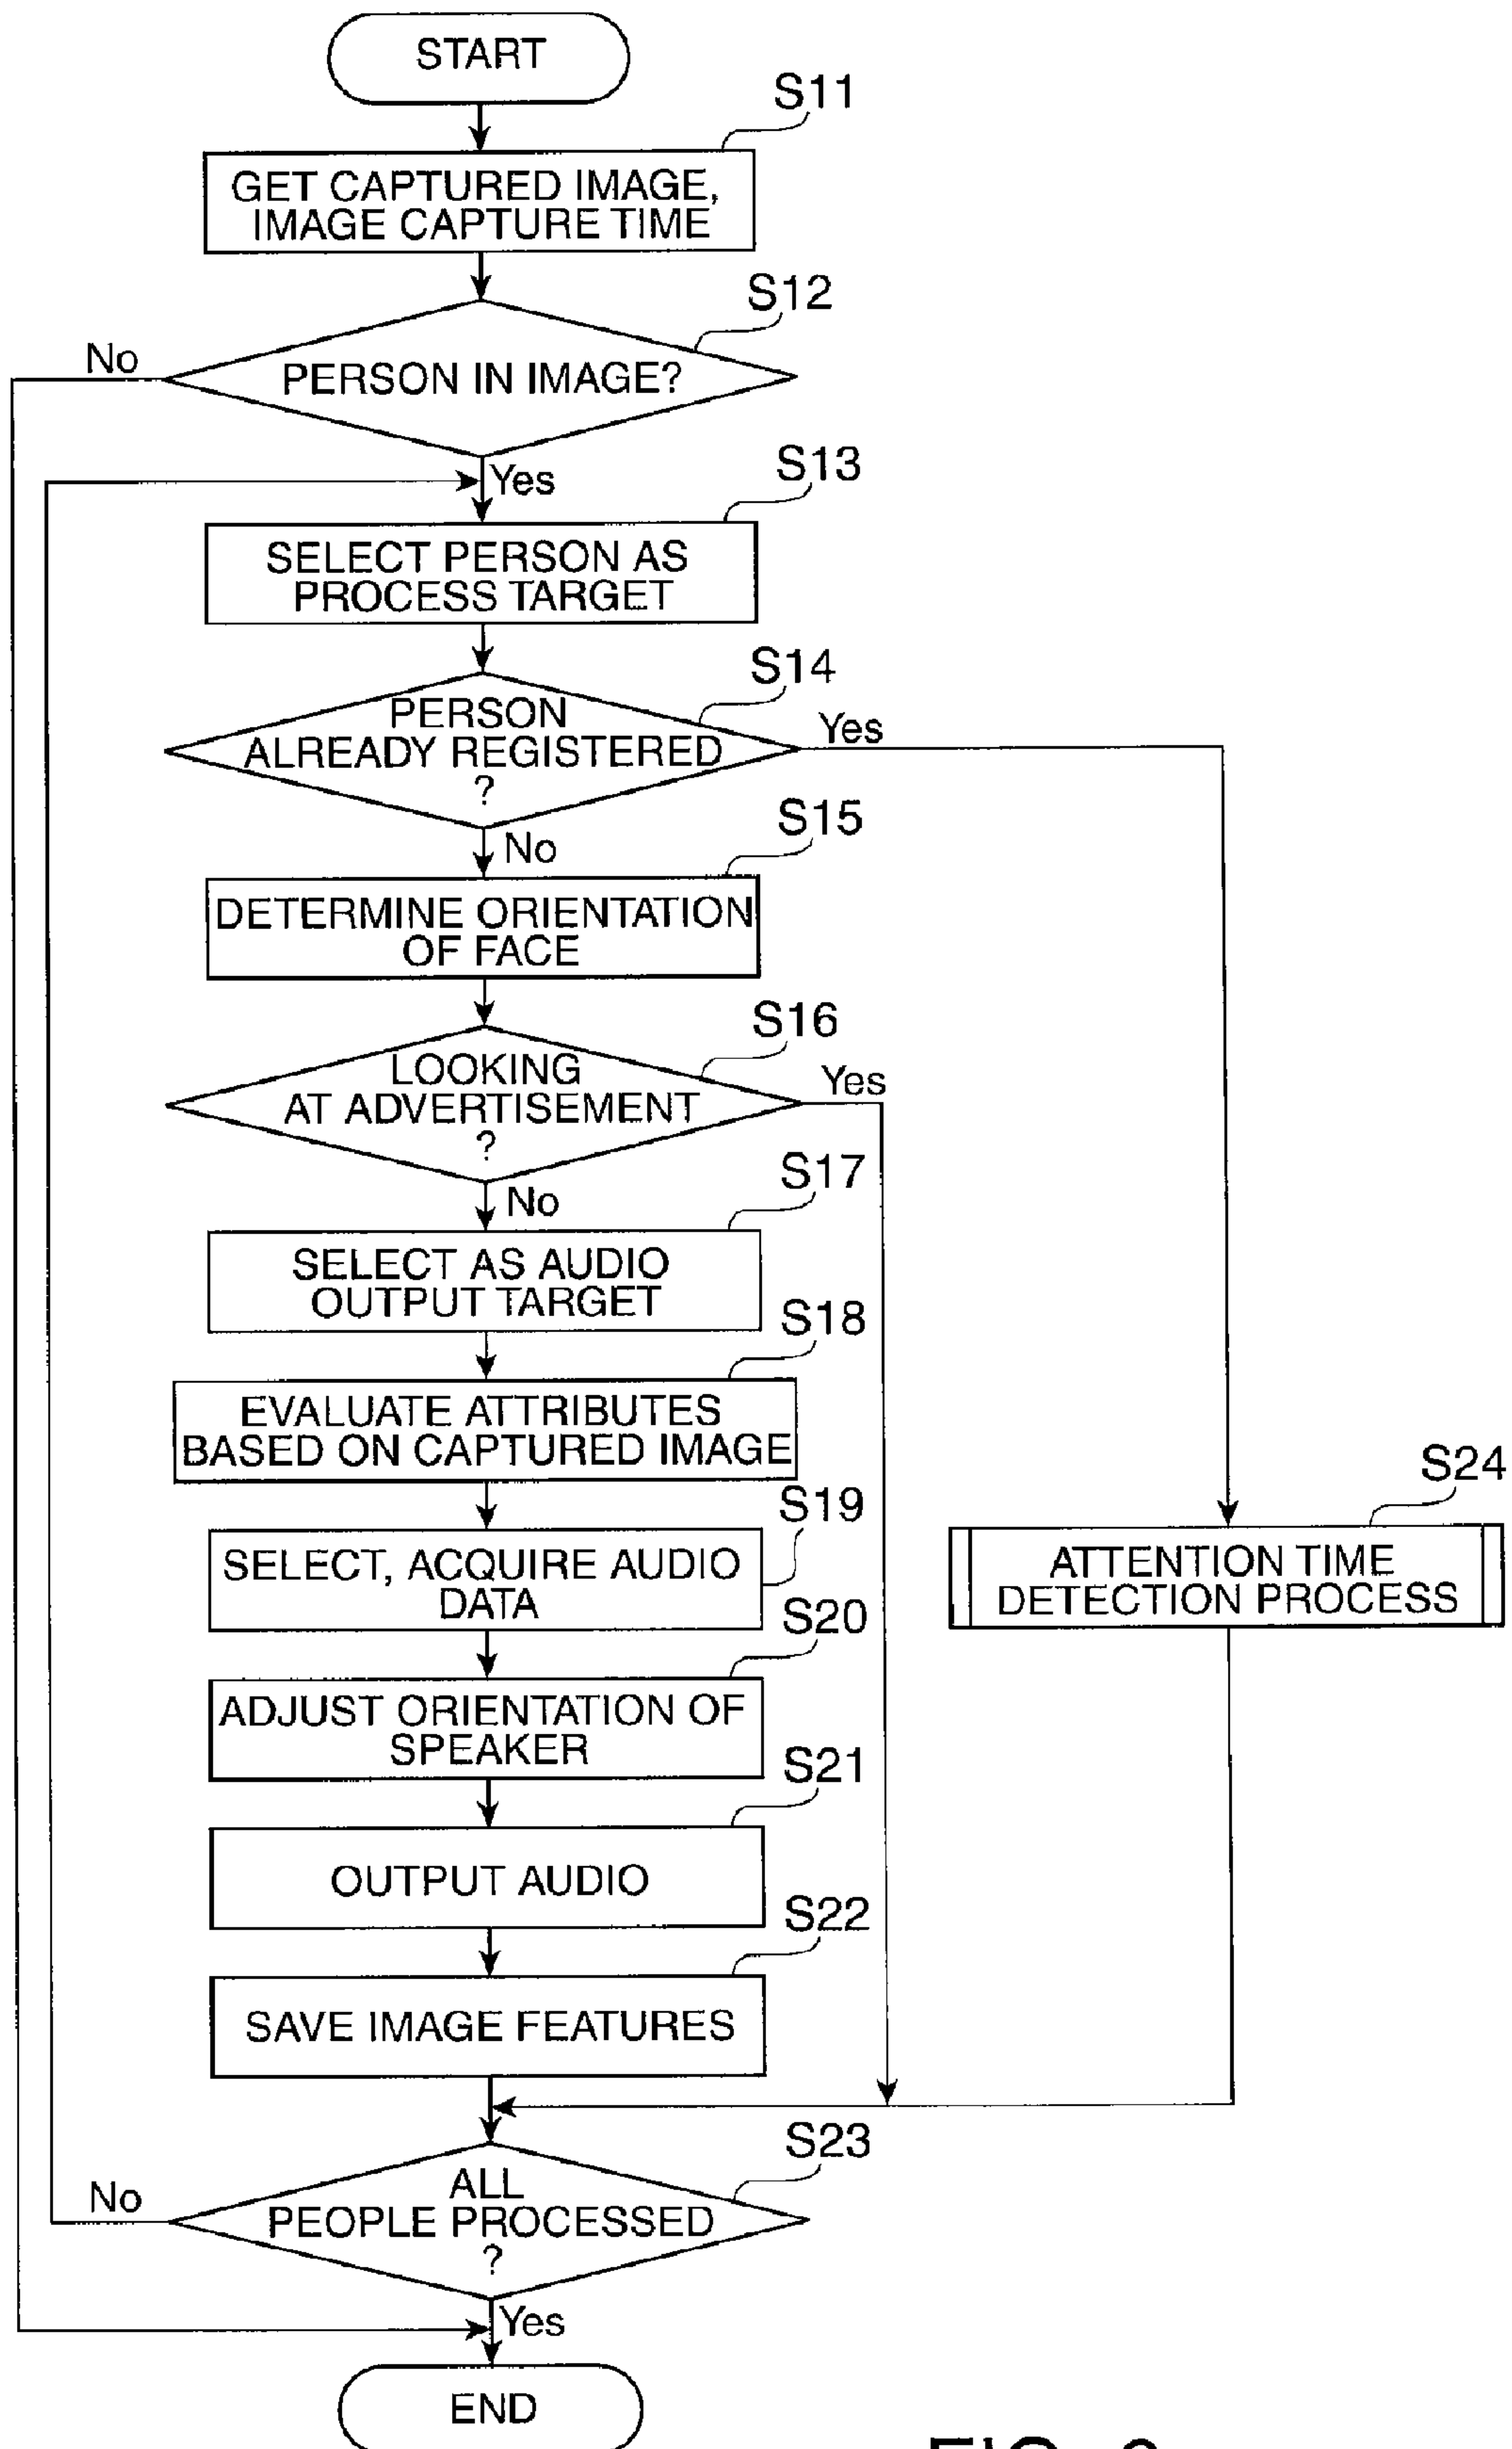 START
S11
GET CAPTURED IMAGE,
IMAGE CAPTURE TIME
S12
No
PERSON IN IMAGE?
S13
Yes
SELECT PERSON AS
PROCESS TARGET
S14
PERSON
ALREADY REGISTERED
?
Yes
S15
No
DETERMINE ORIENTATION
OF FACE
S16
LOOKING
AT ADVERTISEMENT
?
Yes
S17
No
SELECT AS AUDIO
OUTPUT TARGET
S18
EVALUATE ATTRIBUTES
BASED ON CAPTURED IMAGE
S19
SELECT, ACQUIRE AUDIO
DATA
S24
ATTENTION TIME
DETECTION PROCESS
S20
ADJUST ORIENTATION OF
SPEAKER
S21
OUTPUT AUDIO
S22
SAVE IMAGE FEATURES
S23
ALL
PEOPLE PROCESSED
?
No
Yes
END